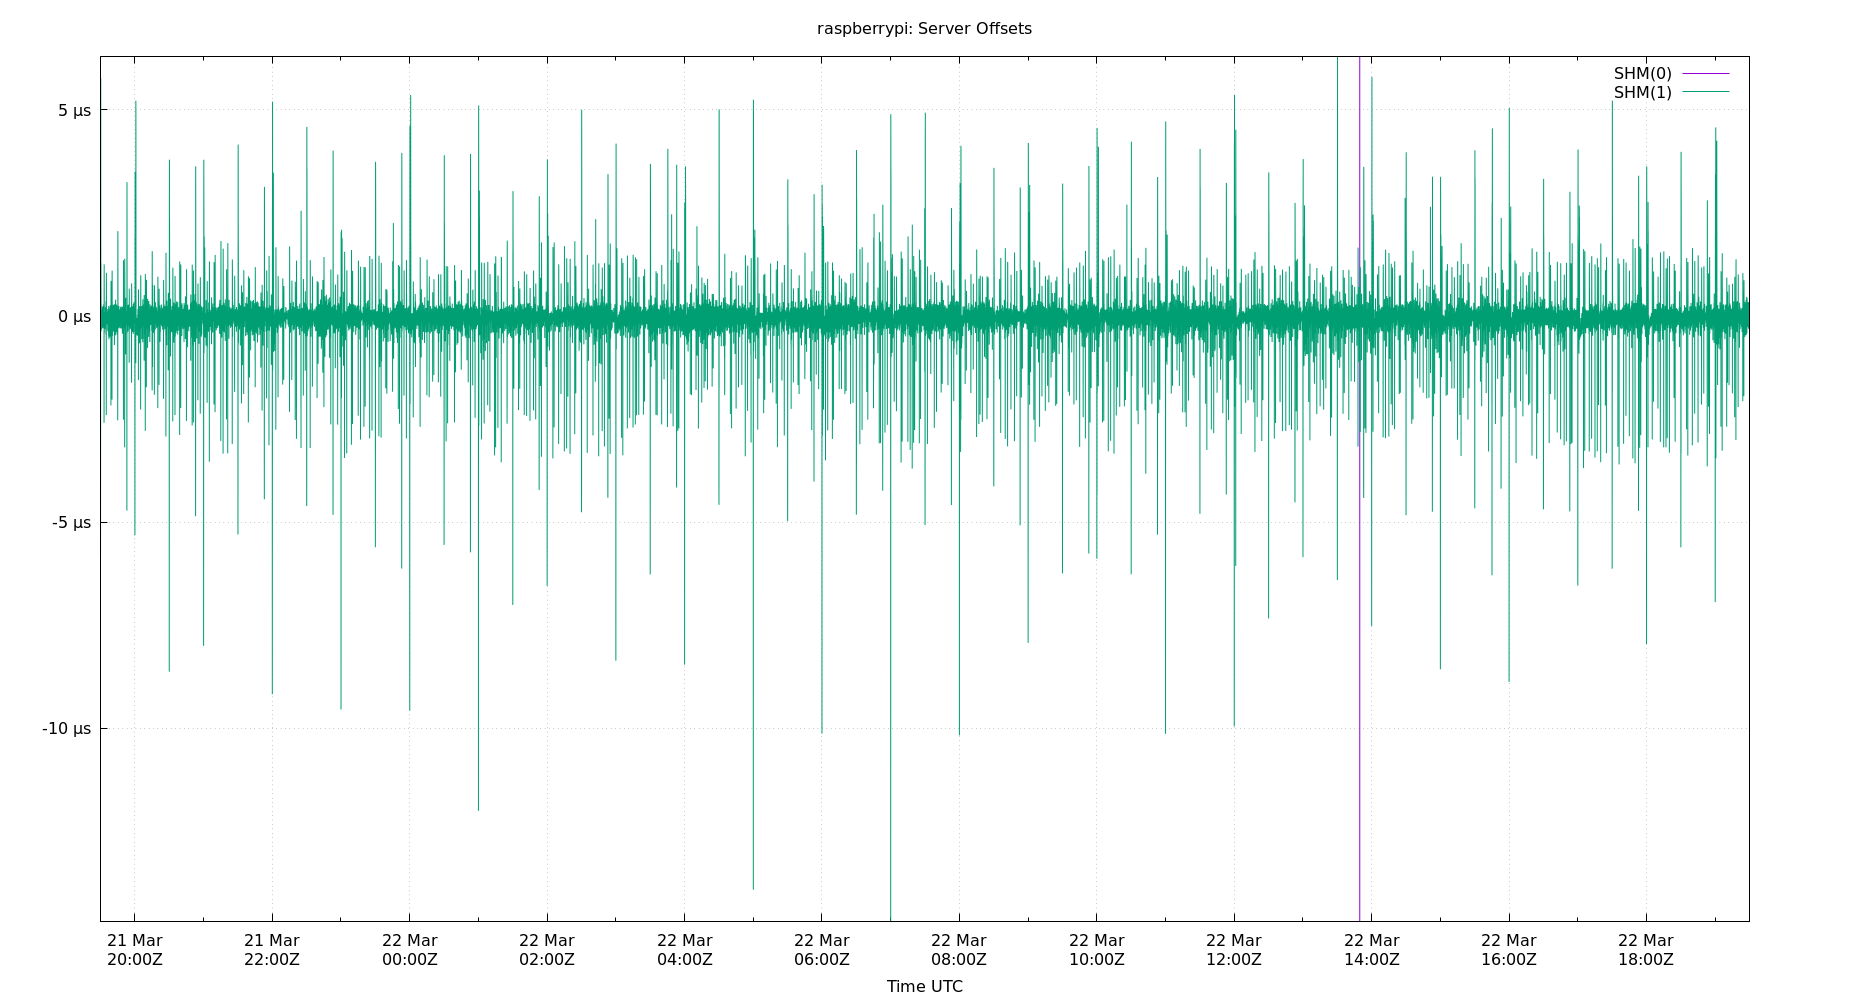 raspberrypi: Server Offsets
SHM(0)
SHM(1)
5 µs
0 µs
-5 µs
-10 µs
21 Mar 21 Mar 22 Mar 22 Mar 22 Mar 22 Mar 22 Mar 22 Mar 22 Mar 22 Mar 22 Mar 22 Mar
20:00Z 22:00Z 00:00Z 02:00Z 04:00Z 06:00Z 08:00Z 10:00Z 12:00Z 14:00Z 16:00Z 18:00Z
Time UTC